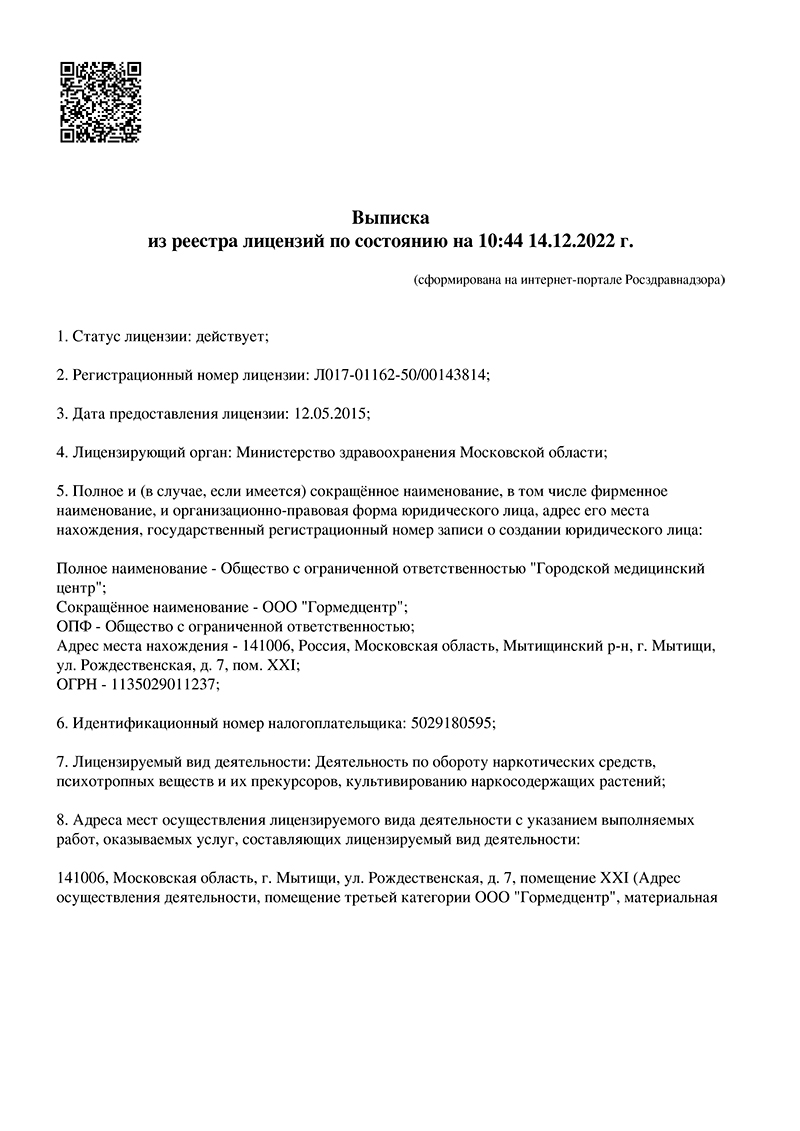 Выписка
из реестра лицензий по состоянию на 10:44 14.12.2022 г.
(сформирована на интернет-портале Росздравнадзора)
1. Статус лицензии: действует;
2. Регистрационный номер лицензии: Л017-01162-50/00143814;
3. Дата предоставления лицензии: 12.05.2015;
4. Лицензирующий орган: Министерство здравоохранения Московской области;
5. Полное и (в случае, если имеется) сокращённое наименование, в том числе фирменное
наименование, и организационно-правовая форма юридического лица, адрес его места
нахождения, государственный регистрационный номер записи о создании юридического лица:
Полное наименование - Общество с ограниченной ответственностью "Городской медицинский
центр";
Сокращённое наименование - ООО "Гормедцентр";
ОПФ - Общество с ограниченной ответственностью;
Адрес места нахождения - 141006, Россия, Московская область, Мытищинский р-н, г. Мытищи,
ул. Рождественская, д. 7, пом. XXI;
ОГРН - 1135029011237;
6. Идентификационный номер налогоплательщика: 5029180595;
7. Лицензируемый вид деятельности: Деятельность по обороту наркотических средств,
психотропных веществ и их прекурсоров, культивированию наркосодержащих растений;
8. Адреса мест осуществления лицензируемого вида деятельности с указанием выполняемых
работ, оказываемых услуг, составляющих лицензируемый вид деятельности:
141006, Московская область, г. Мытищи, ул. Рождественская, д. 7, помещение XXI (Адрес
осуществления деятельности, помещение третьей категории ООО "Гормедцентр", материальная